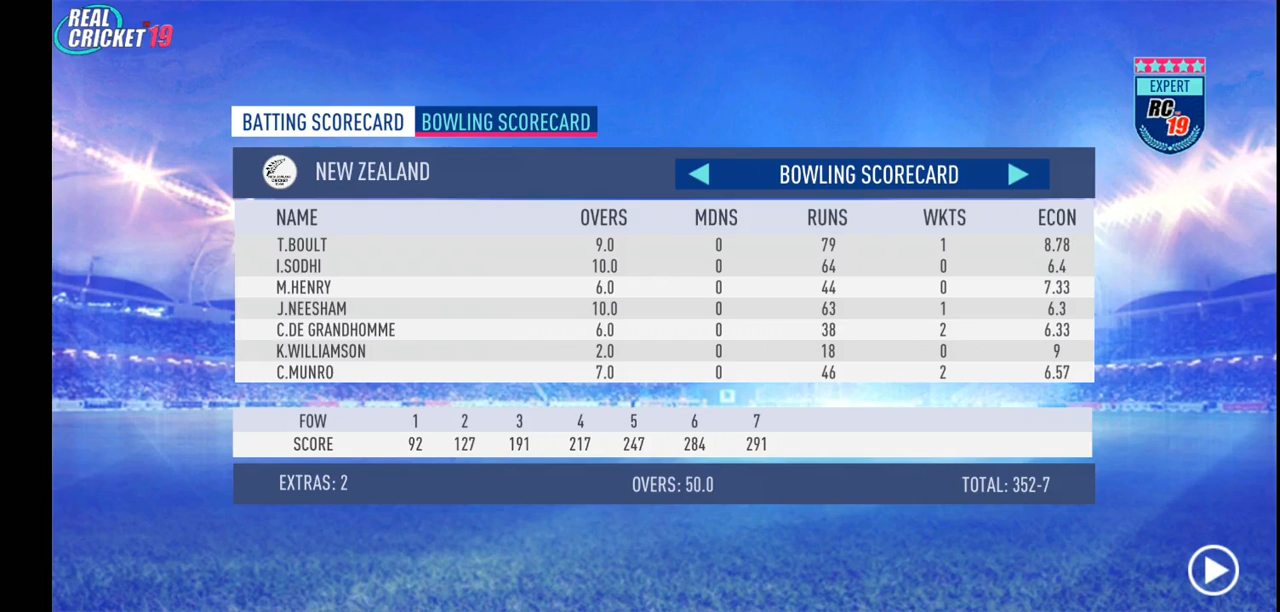 REAL CRICKET '19
EXPERT
RC 19
BATTING SCORECARD BOWLING SCORECARD
NEW ZEALAND BOWLING SCORECARD
NAME OVERS MDNS RUNS WKTS ECON
T.BOULT 9.0 0 79 1 8.78
I.SODHI 10.0 0 64 0 6.4
M.HENRY 6.0 0 44 0 7.33
J.NEESHAM 10.0 0 63 1 6.3
C.DE GRANDHOMME 6.0 0 38 2 6.33
K.WILLIAMSON 2.0 0 18 0 9
C.MUNRO 7.0 0 46 2 6.57
FOW 1 2 3 4 5 6 7
SCORE 92 127 191 217 247 284 291
EXTRAS: 2 OVERS: 50.0 TOTAL: 352-7